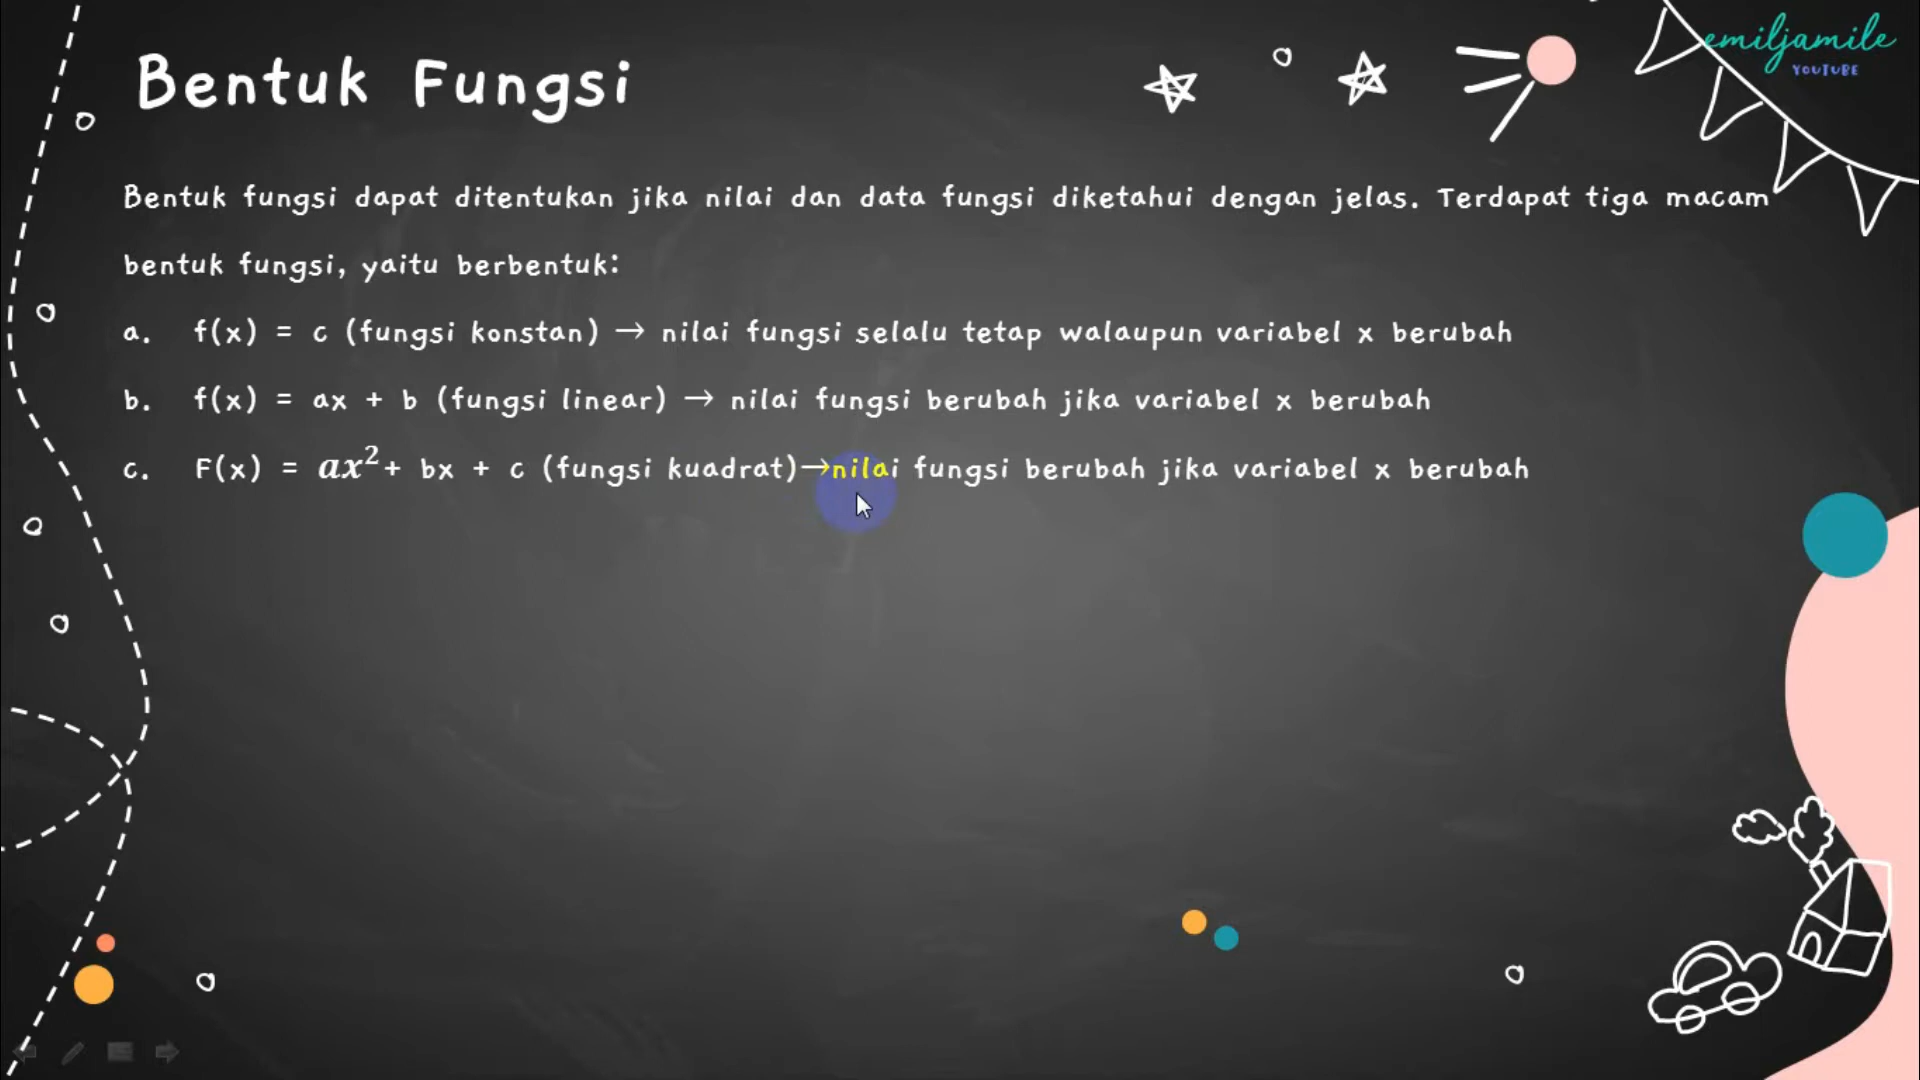 emiljamile
YOUTUBE
Bentuk Fungsi
Bentuk fungsi dapat ditentukan jika nilai dan data fungsi diketahui dengan jelas. Terdapat tiga macam
bentuk fungsi, yaitu berbentuk:
a. f(x) = c (fungsi konstan) → nilai fungsi selalu tetap walaupun variabel x berubah
b. f(x) = ax + b (fungsi linear) → nilai fungsi berubah jika variabel x berubah
c. F(x) = ax²+ bx + c (fungsi kuadrat)→nilai fungsi berubah jika variabel x berubah